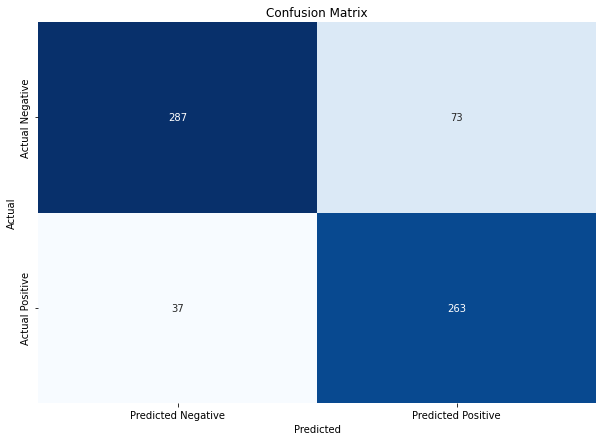 Confusion Matrix
Actual
Actual Negative
287
73
Actual Positive
37
263
Predicted Negative
Predicted Positive
Predicted